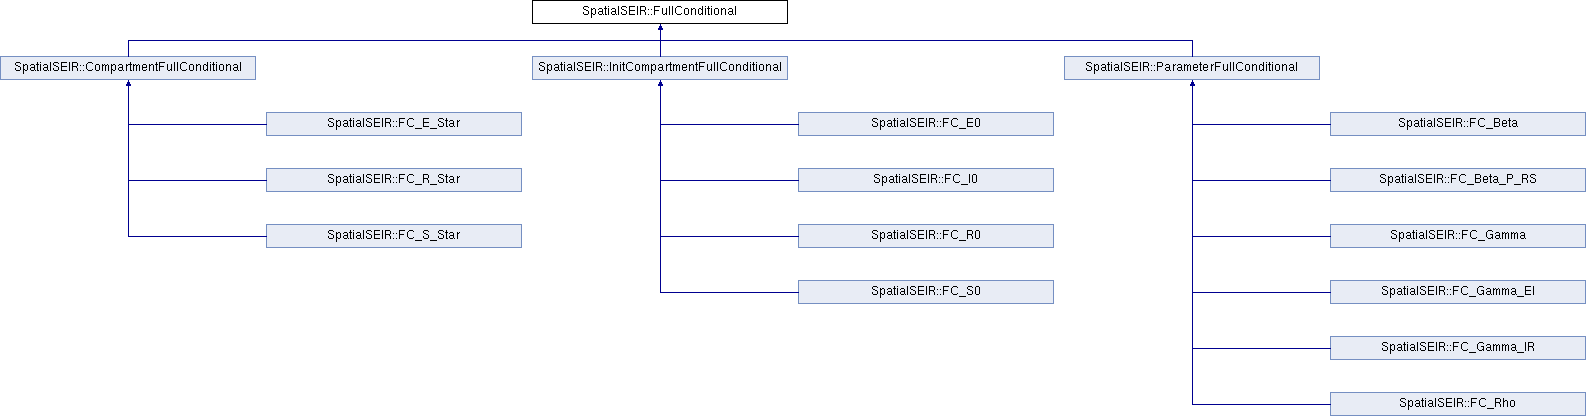 SpatialSEIR::FullConditional
SpatialSEIR::CompartmentFullConditional
SpatialSEIR::InitCompartmentFullConditional
SpatialSEIR::ParameterFullConditional
SpatialSEIR::FC_E_Star
SpatialSEIR::FC_E0
SpatialSEIR::FC_Beta
SpatialSEIR::FC_R_Star
SpatialSEIR::FC_I0
SpatialSEIR::FC_Beta_P_RS
SpatialSEIR::FC_S_Star
SpatialSEIR::FC_R0
SpatialSEIR::FC_Gamma
SpatialSEIR::FC_S0
SpatialSEIR::FC_Gamma_EI
SpatialSEIR::FC_Gamma_IR
SpatialSEIR::FC_Rho